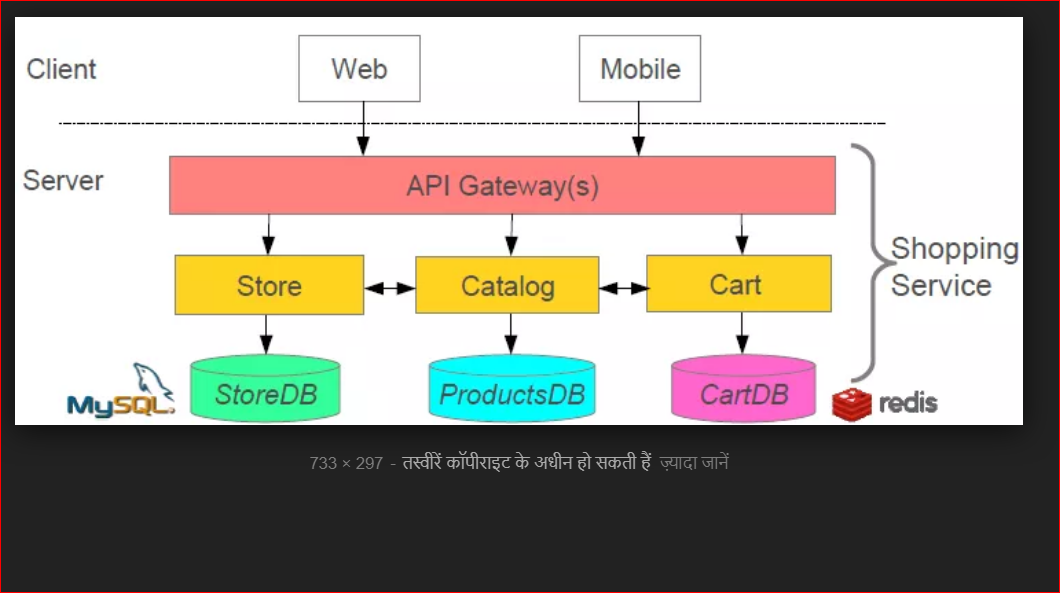 Client
Web
Mobile
Server
API Gateway(s)
Shopping
Service
Store
Catalog
Cart
MySQL
StoreDB
ProductsDB
CartDB
redis
733 × 297 - तस्वीरें कॉपीराइट के अधीन हो सकती हैं ज़्यादा जानें